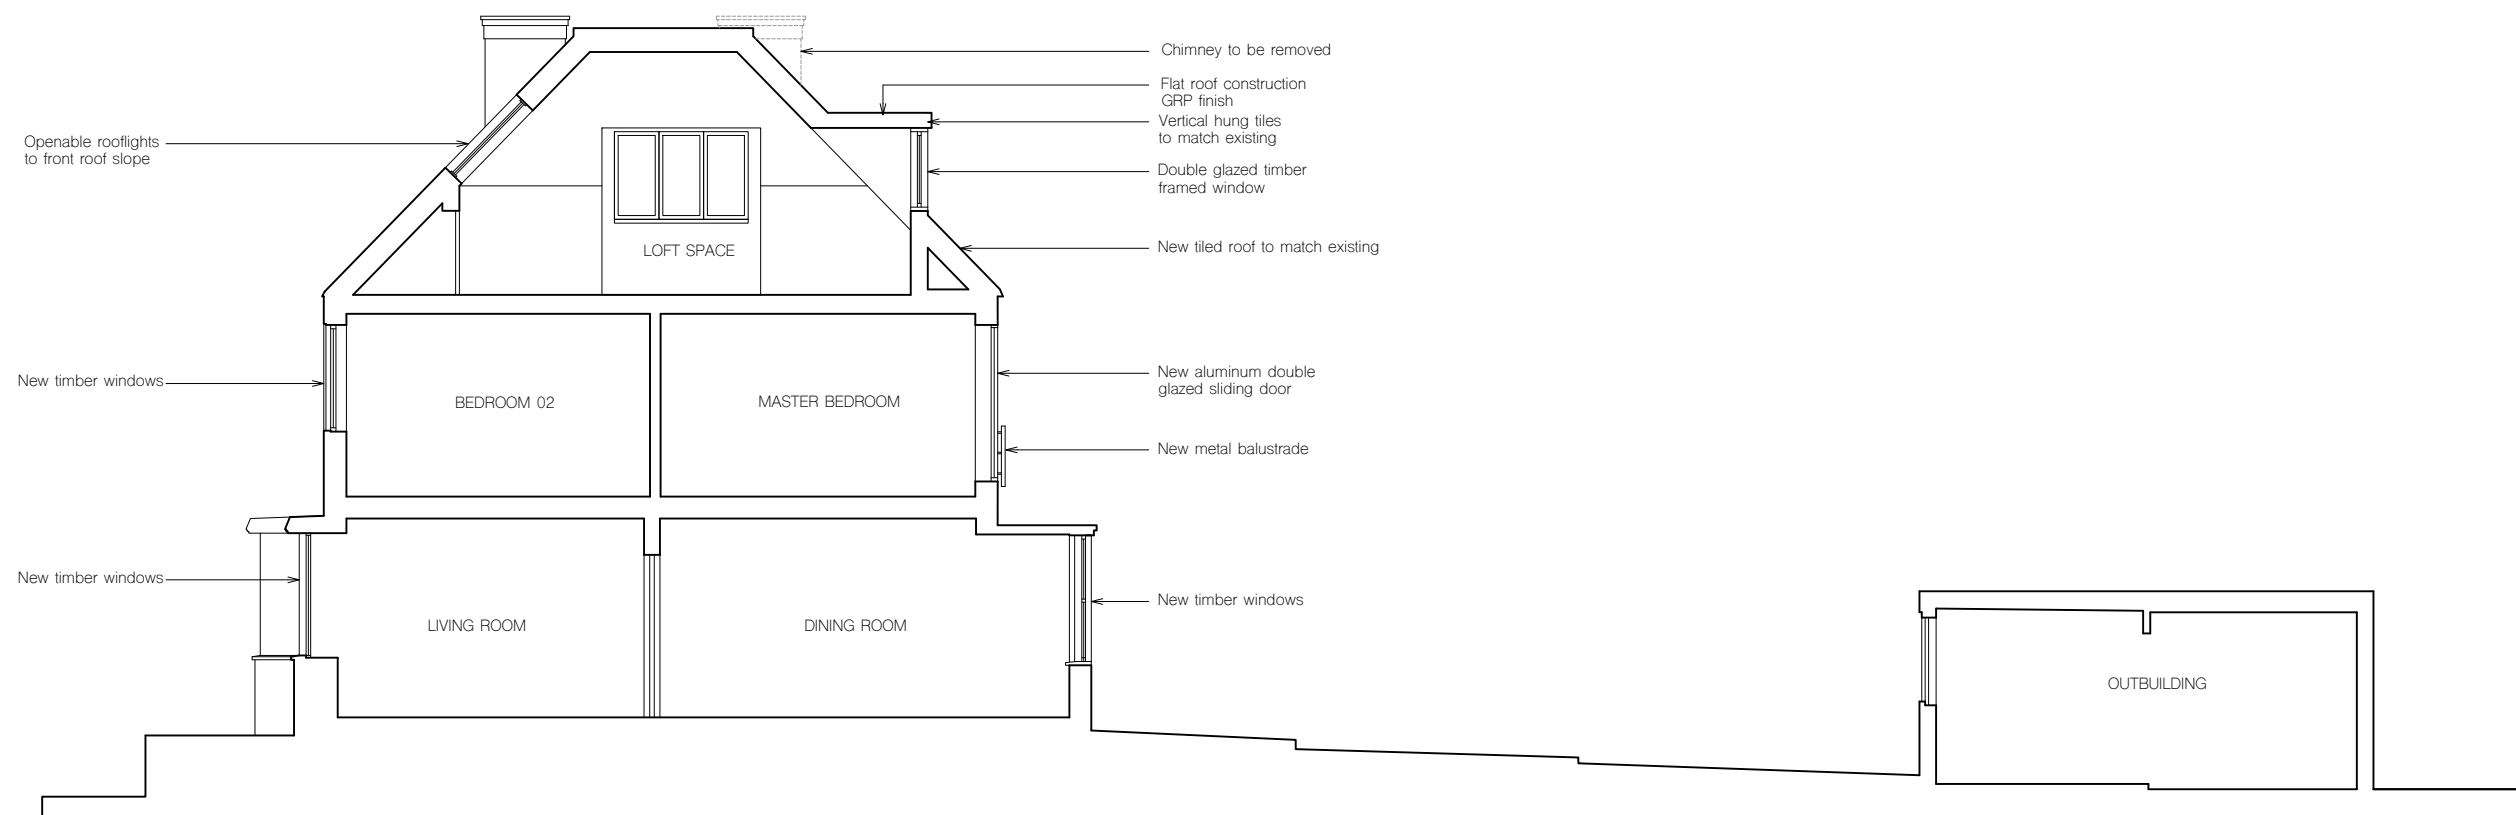 Chimney to be removed
Flat roof construction
GRP finish
Vertical hung tiles
to match existing
Openable rooflights
to front roof slope
Double glazed timber
framed window
New tiled roof to match existing
LOFT SPACE
New timber windows
New aluminum double
glazed sliding door
BEDROOM 02
MASTER BEDROOM
New metal balustrade
New timber windows
New timber windows
LIVING ROOM
DINING ROOM
OUTBUILDING